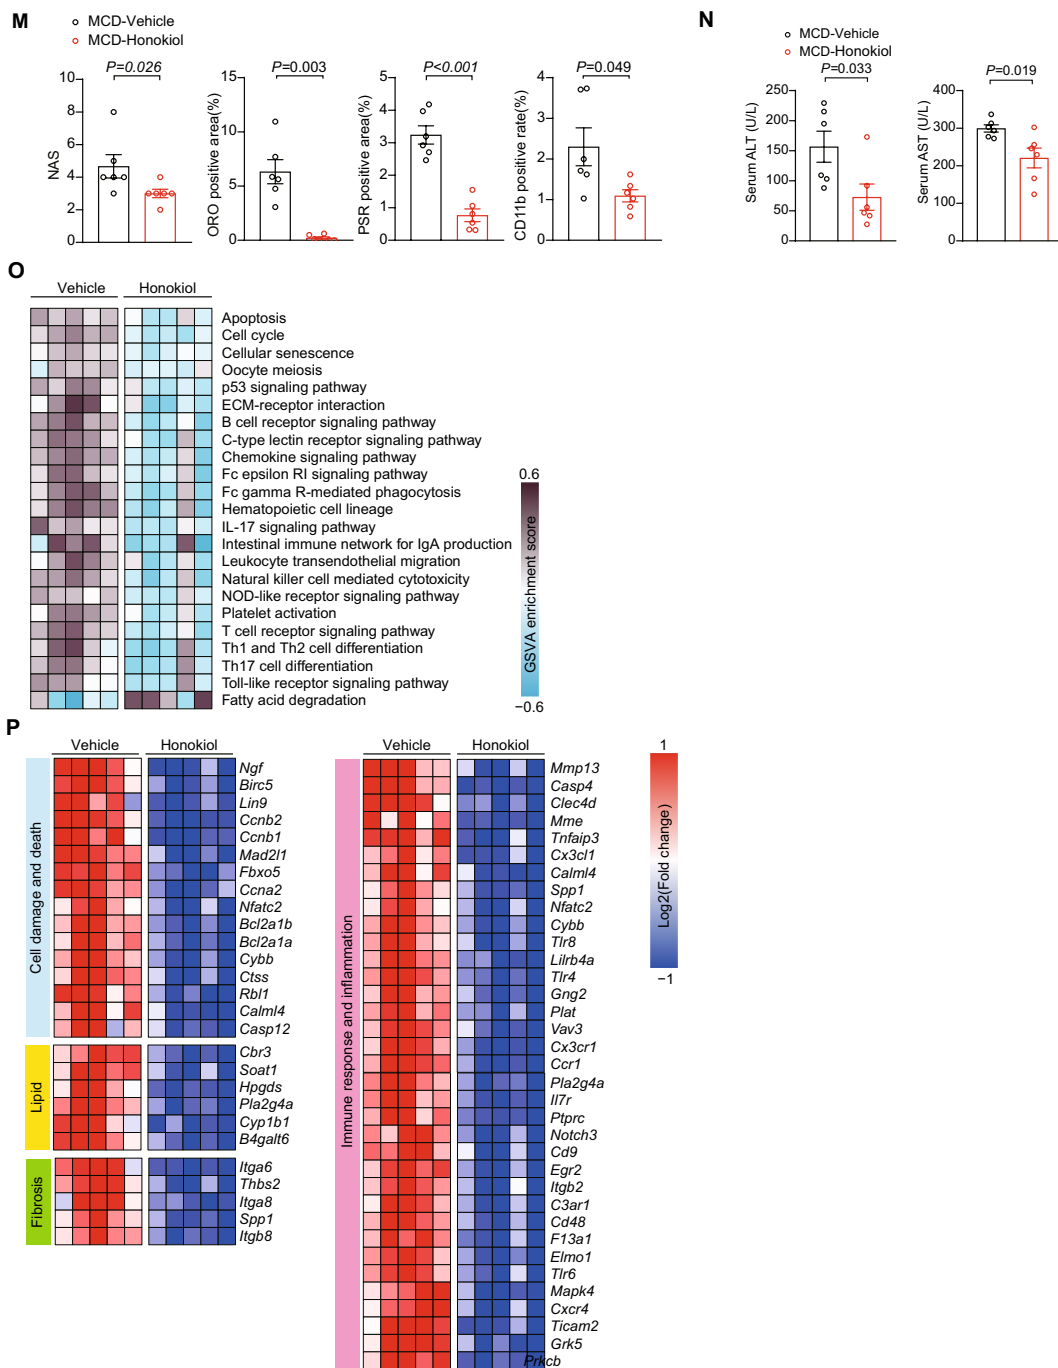 M
MCD-Vehicle
MCD-Honokiol
P=0.026
NAS
10
8
6
4
2
0
P=0.003
ORO positive area(%)
15
10
5
0
P<0.001
PSR positive area(%)
5
4
3
2
1
0
P=0.049
CD11b positive rate(%)
4
3
2
1
0
N
MCD-Vehicle
MCD-Honokiol
P=0.033
Serum ALT (U/L)
250
200
150
100
50
0
P=0.019
Serum AST (U/L)
400
300
200
100
0
O
Vehicle Honokiol
Apoptosis
Cell cycle
Cellular senescence
Oocyte meiosis
p53 signaling pathway
ECM-receptor interaction
B cell receptor signaling pathway
C-type lectin receptor signaling pathway
Chemokine signaling pathway
Fc epsilon RI signaling pathway
Fc gamma R-mediated phagocytosis
Hematopoietic cell lineage
IL-17 signaling pathway
Intestinal immune network for IgA production
Leukocyte transendothelial migration
Natural killer cell mediated cytotoxicity
NOD-like receptor signaling pathway
Platelet activation
T cell receptor signaling pathway
Th1 and Th2 cell differentiation
Th17 cell differentiation
Toll-like receptor signaling pathway
Fatty acid degradation
0.6
GSVA enrichment score
−0.6
P
Vehicle Honokiol
Cell damage and death
Ngf
Birc5
Lin9
Ccnb2
Ccnb1
Mad2l1
Fbxo5
Ccna2
Nfatc2
Bcl2a1b
Bcl2a1a
Cybb
Ctss
Rbl1
Calml4
Casp12
Lipid
Cbr3
Soat1
Hpgds
Pla2g4a
Cyp1b1
B4galt6
Fibrosis
Itga6
Thbs2
Itga8
Spp1
Itgb8
Vehicle Honokiol
Immune response and inflammation
Mmp13
Casp4
Clec4d
Mme
Tnfaip3
Cx3cl1
Calml4
Spp1
Nfatc2
Cybb
Tlr8
Lilrb4a
Tlr4
Gng2
Plat
Vav3
Cx3cr1
Ccr1
Pla2g4a
Il7r
Ptprc
Notch3
Cd9
Egr2
Itgb2
C3ar1
Cd48
F13a1
Elmo1
Tlr6
Mapk4
Cxcr4
Ticam2
Grk5
Prkcb
1
Log2(Fold change)
−1